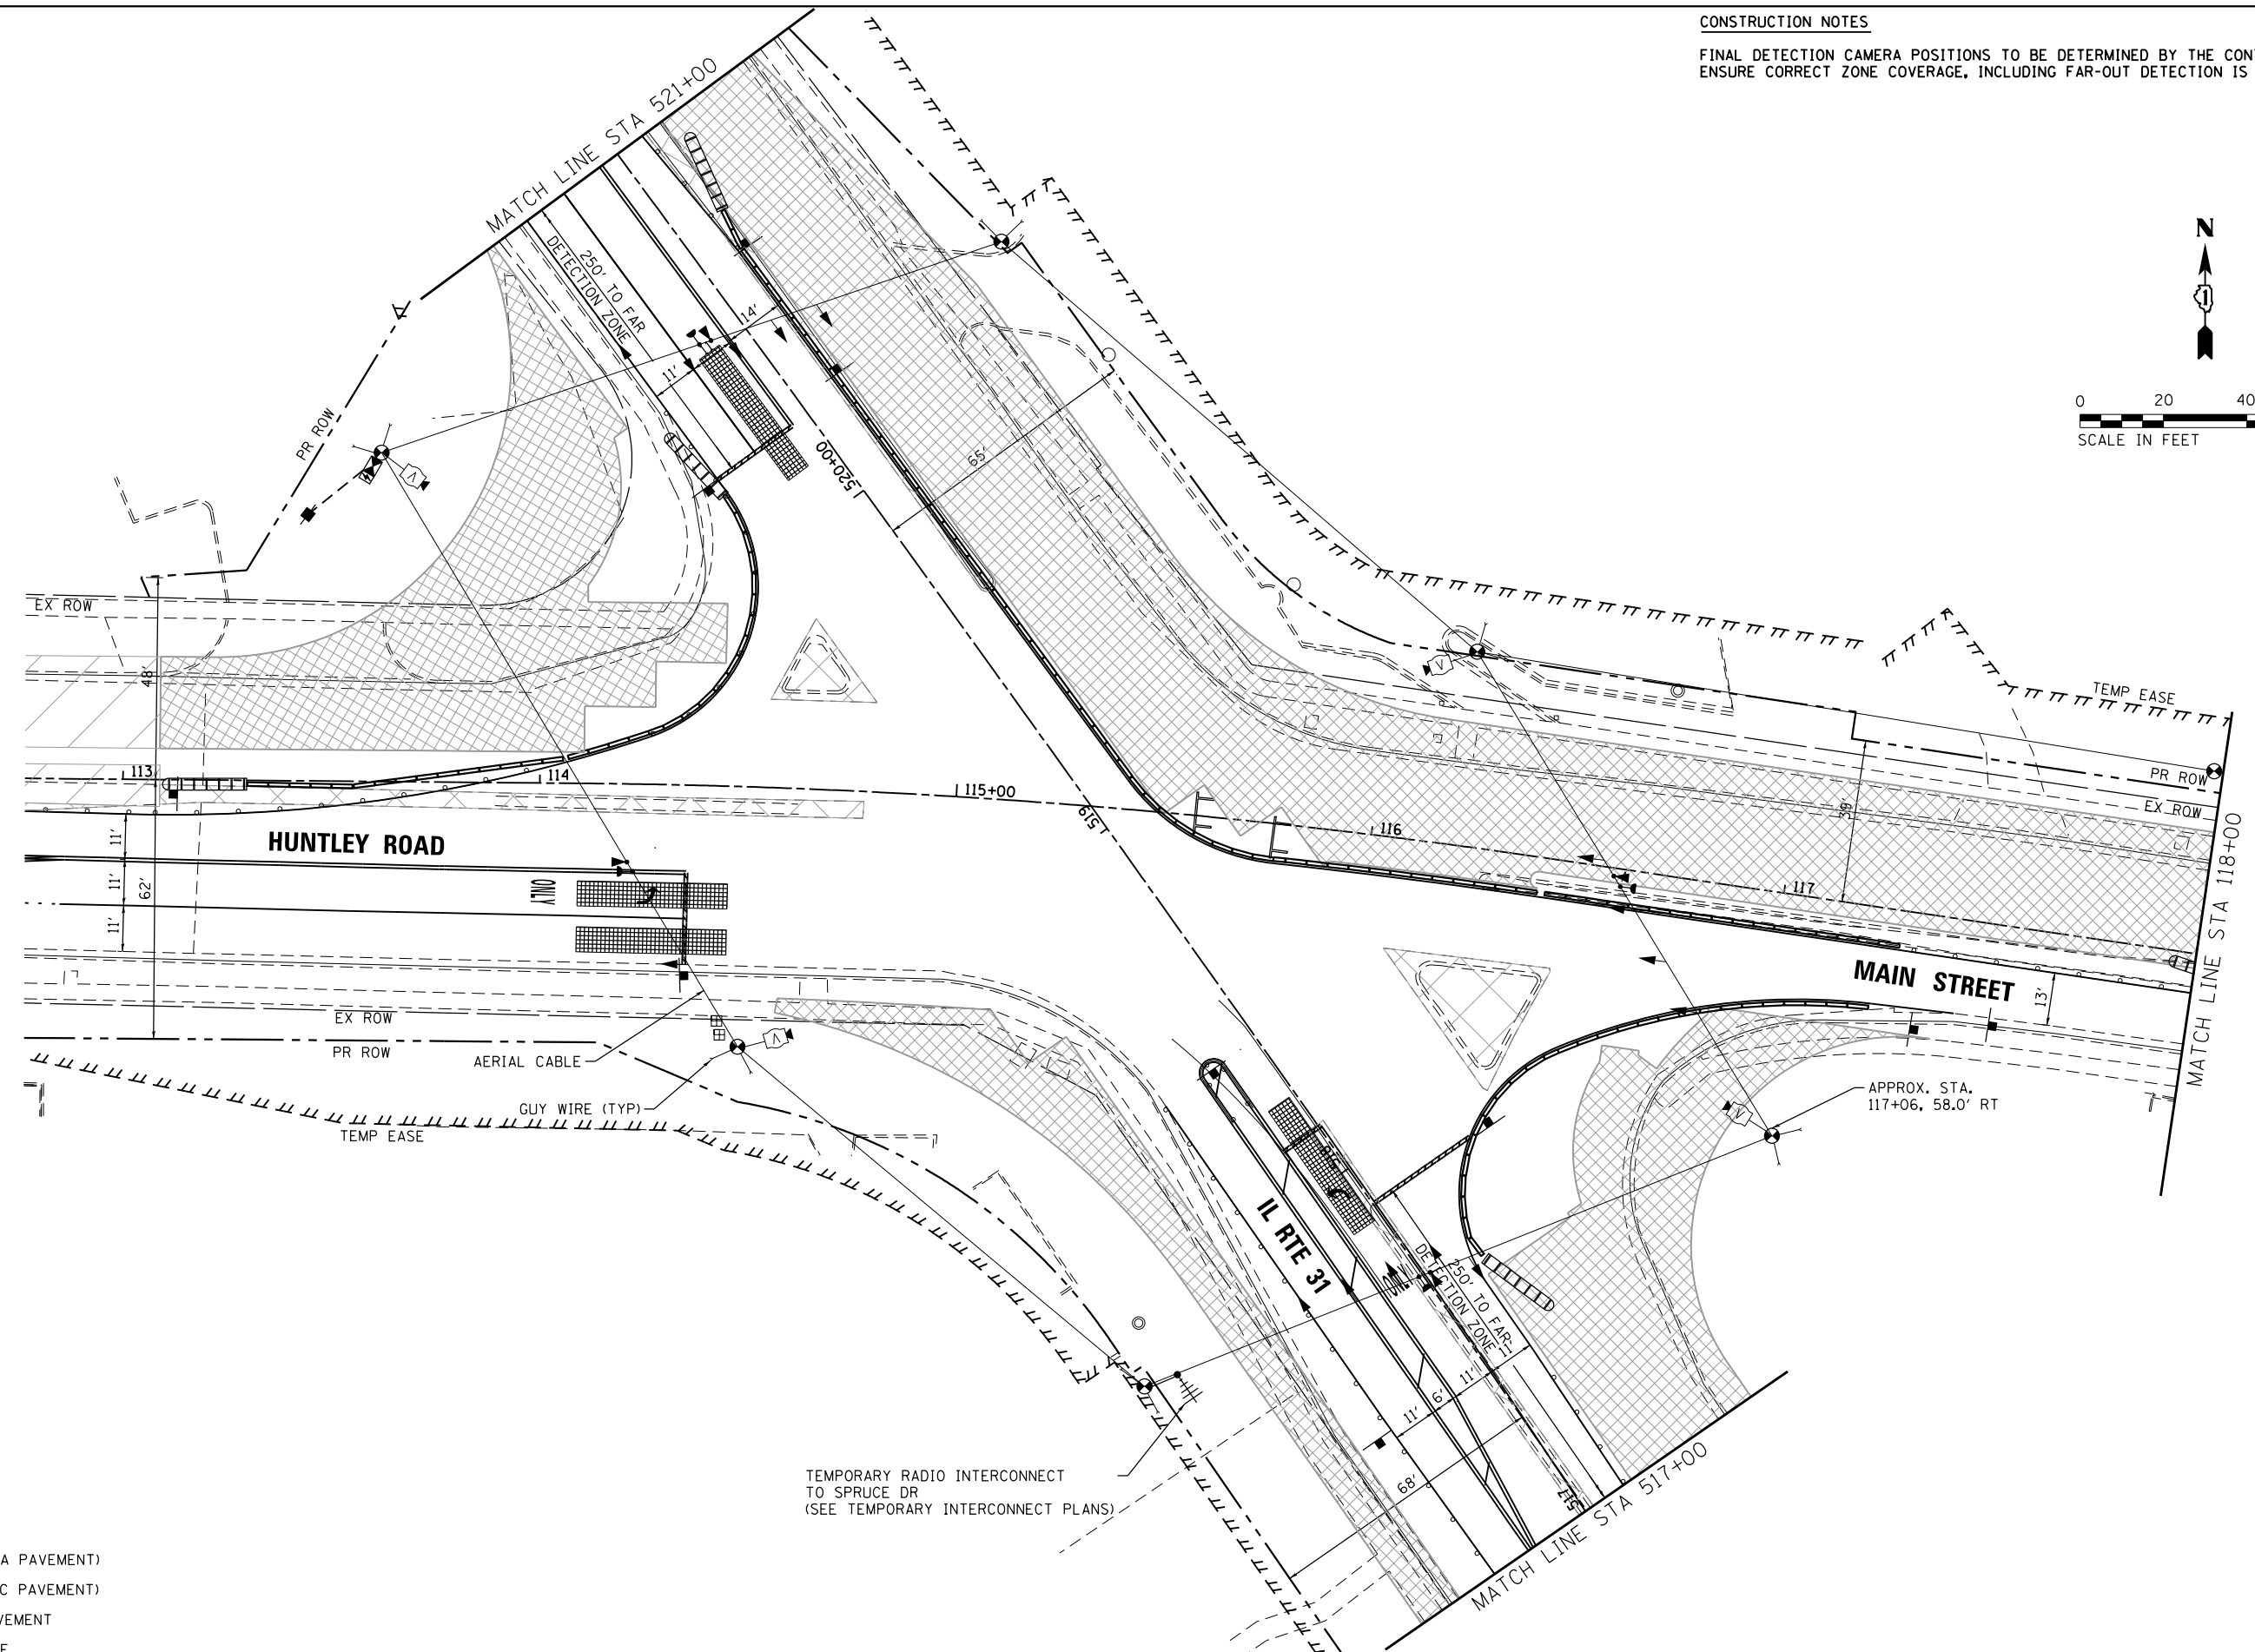 CONSTRUCTION NOTES
FINAL DETECTION CAMERA POSITIONS TO BE DETERMINED BY THE CON
ENSURE CORRECT ZONE COVERAGE, INCLUDING FAR-OUT DETECTION IS
MATCH LINE STA 521+00
N
1
0 20 40
SCALE IN FEET
250' TO FAR
DETECTION ZONE
14'
11'
PR ROW
520+00
65'
EX ROW
48'
V
V
TEMP EASE
PR ROW
EX ROW
39'
113
114
115+00
519
116
117
MATCH LINE STA 118+00
HUNTLEY ROAD
11'
11'
11'
62'
ONLY
MAIN STREET
13'
EX ROW
PR ROW
AERIAL CABLE
V
GUY WIRE (TYP)
TEMP EASE
V
APPROX. STA.
117+06, 58.0' RT
518
IL RTE 31
ONLY
250' TO FAR
DETECTION ZONE
11'
11'
6'
11'
68'
517
MATCH LINE STA 517+00
TEMPORARY RADIO INTERCONNECT
TO SPRUCE DR
(SEE TEMPORARY INTERCONNECT PLANS)
A PAVEMENT)
C PAVEMENT)
VEMENT